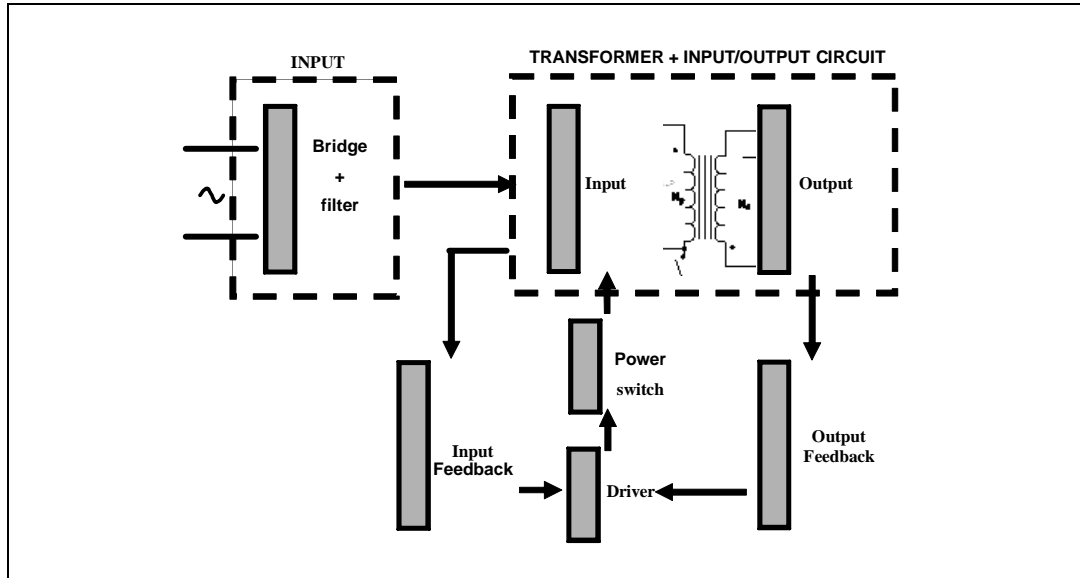 INPUT
TRANSFORMER + INPUT/OUTPUT CIRCUIT
Bridge
+
filter
Input
Output
Power
switch
Input
Feedback
Driver
Output
Feedback